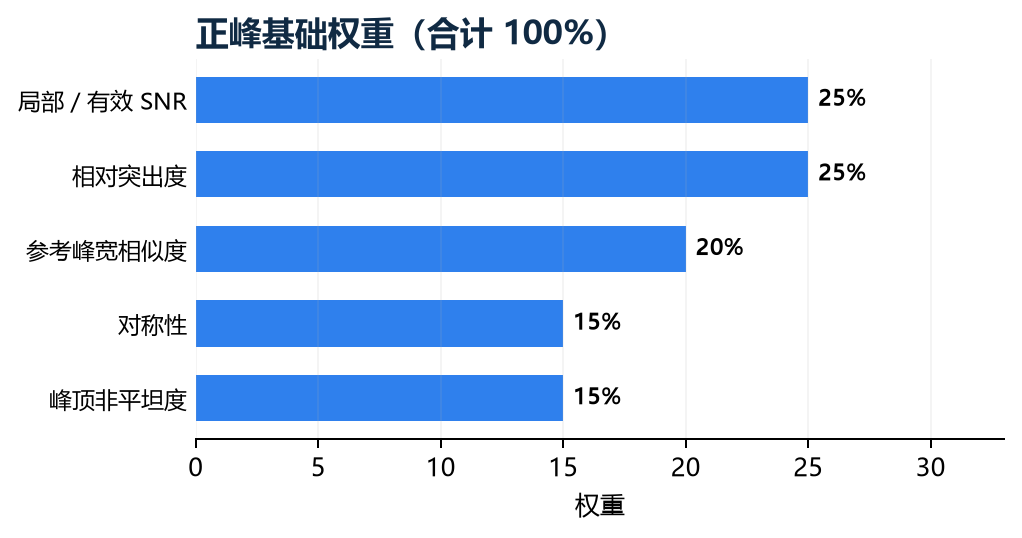 正峰基础权重（合计 100%）
局部 / 有效 SNR
25%
相对突出度
25%
参考峰宽相似度
20%
对称性
15%
峰顶非平坦度
15%
0 5 10 15 20 25 30
权重